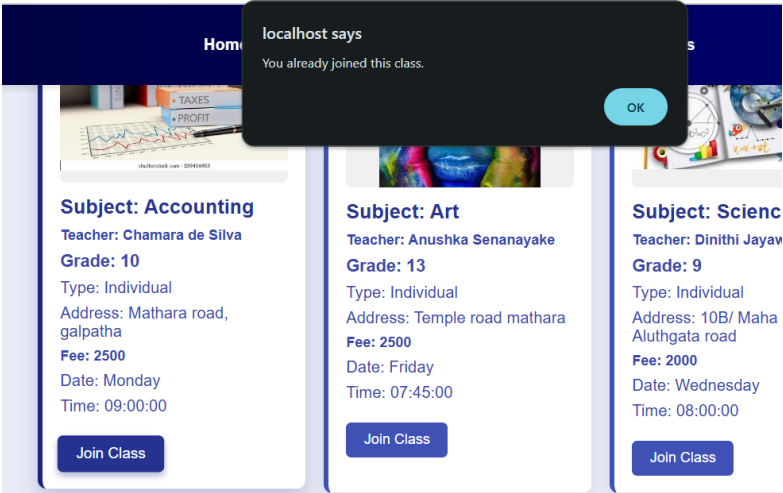 localhost says
You already joined this class.
OK
TAXES
PROFIT
shutterstock.com · 359416901
Subject: Accounting
Teacher: Chamara de Silva
Grade: 10
Type: Individual
Address: Mathara road,
galpatha
Fee: 2500
Date: Monday
Time: 09:00:00
Join Class
Subject: Art
Teacher: Anushka Senanayake
Grade: 13
Type: Individual
Address: Temple road mathara
Fee: 2500
Date: Friday
Time: 07:45:00
Join Class
Subject: Scienc
Teacher: Dinithi Jayaw
Grade: 9
Type: Individual
Address: 10B/ Maha
Aluthgata road
Fee: 2000
Date: Wednesday
Time: 08:00:00
Join Class